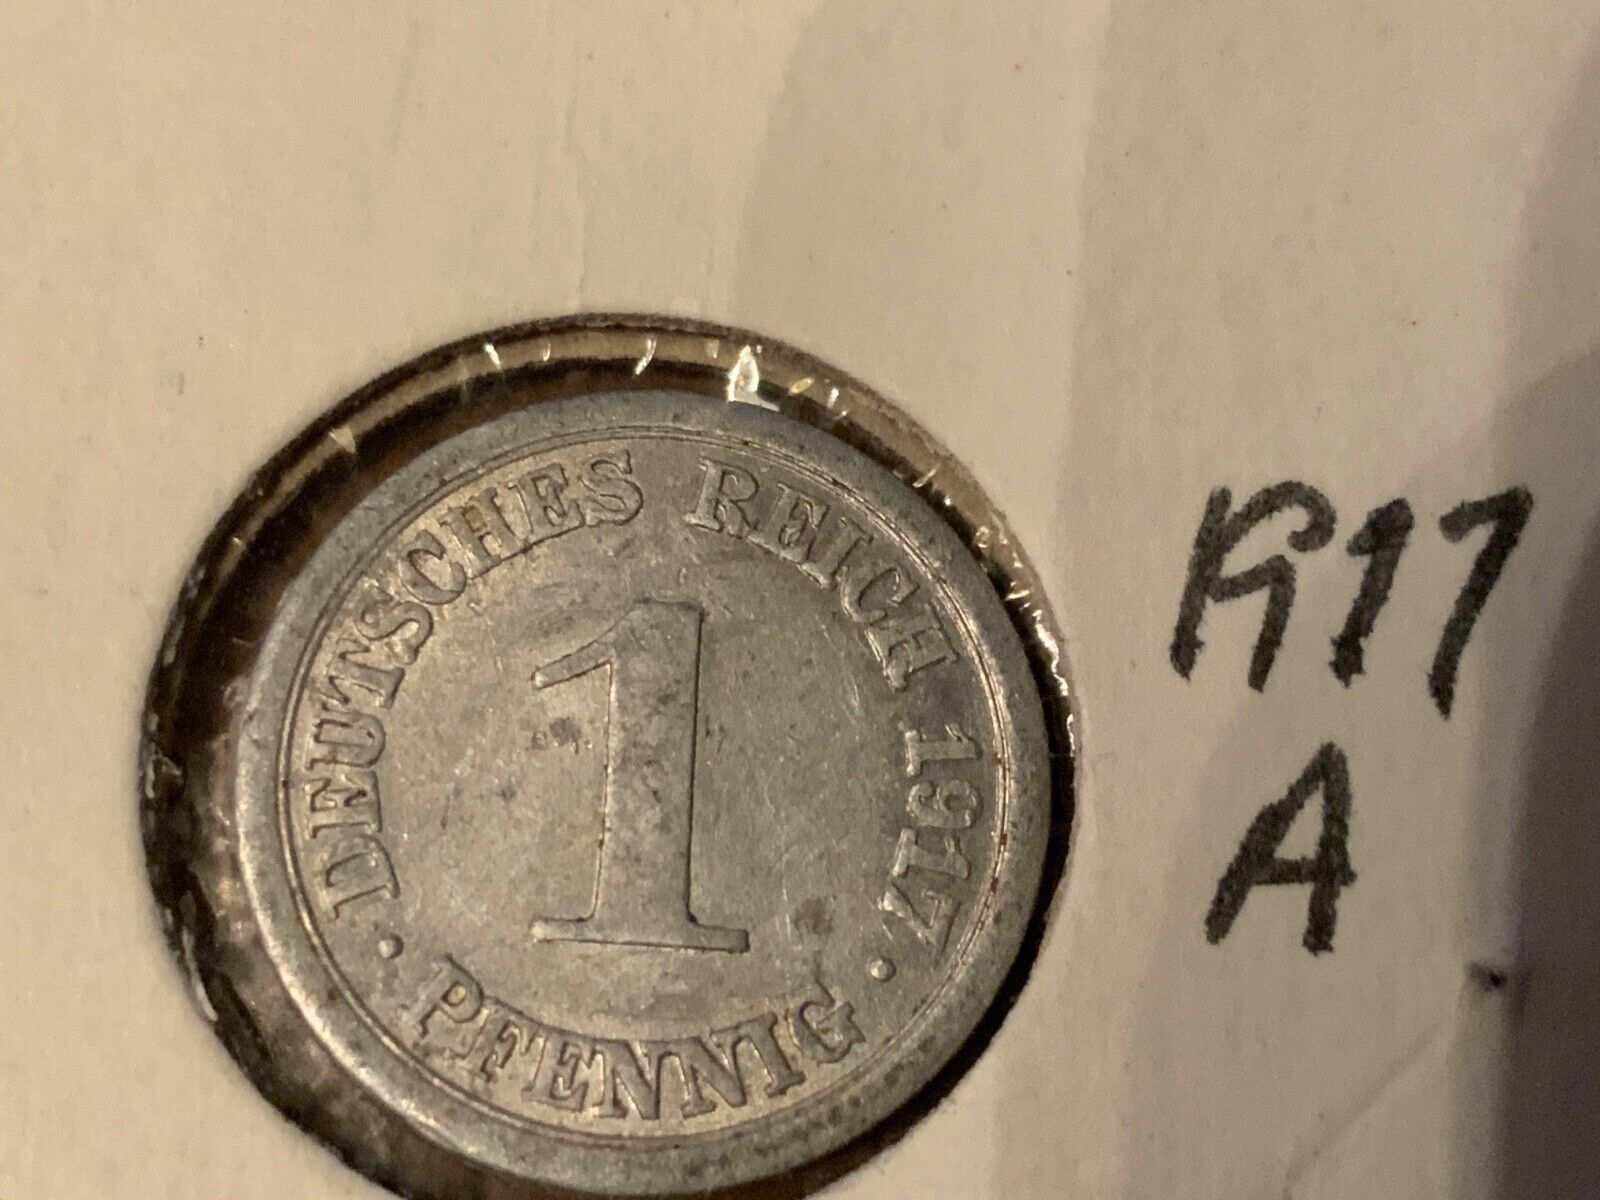 DEUTSCHES REICH 1917
1
PFENNIG
1917
A